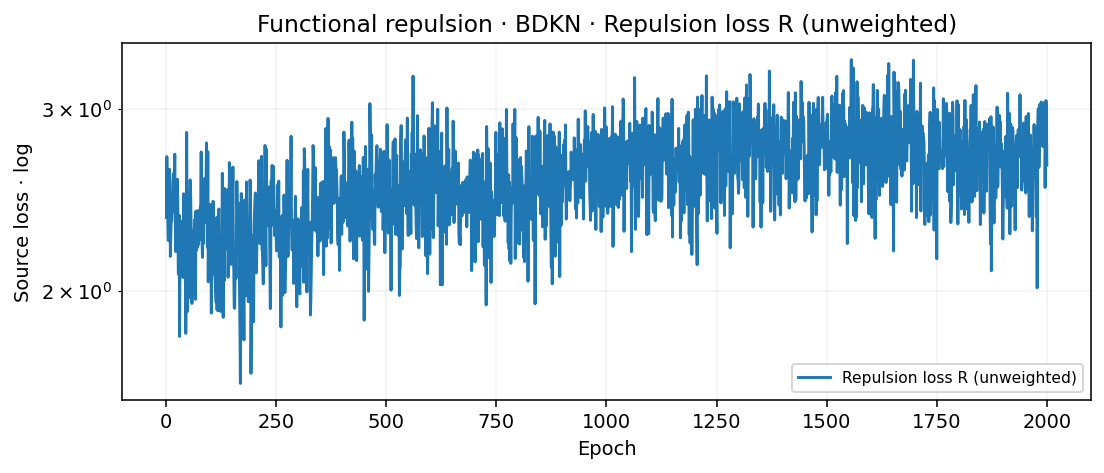 Functional repulsion · BDKN · Repulsion loss R (unweighted)
Source loss · log
3 × 10⁰
2 × 10⁰
Repulsion loss R (unweighted)
0 250 500 750 1000 1250 1500 1750 2000
Epoch